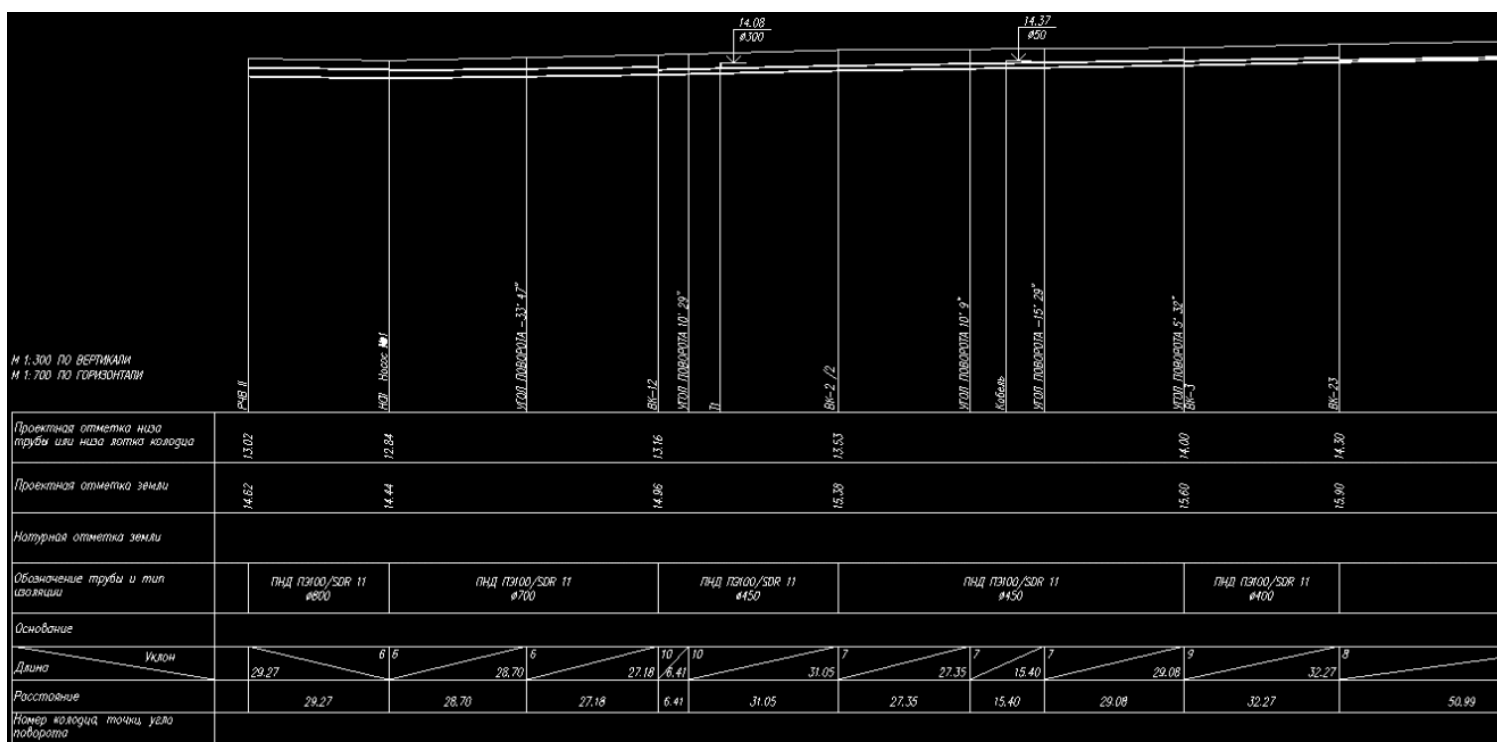 14.08
ø300
14.37
ø50
М 1:300 ПО ВЕРТИКАЛИ
М 1:700 ПО ГОРИЗОНТАЛИ
РЧВ II
Насос №1
УГОЛ ПОВОРОТА -33° 47"
ВК-12
УГОЛ ПОВОРОТА 10° 29"
Т1
ВК-2 /2
УГОЛ ПОВОРОТА 10° 9"
Кабель
УГОЛ ПОВОРОТА -15° 29"
УГОЛ ПОВОРОТА 5° 32"
ВК-3
ВК-23
Проектная отметка низа
трубы или низа лотка колодца
13.02 12.84 13.16 13.53 14.00 14.30
Проектная отметка земли
14.62 14.44 14.96 15.38 15.60 15.90
Натурная отметка земли
Обозначение трубы и тип
изоляции
ПНД ПЭ100/SDR 11
ø800
ПНД ПЭ100/SDR 11
ø700
ПНД ПЭ100/SDR 11
ø450
ПНД ПЭ100/SDR 11
ø450
ПНД ПЭ100/SDR 11
ø400
Основание
Уклон
6 6 6 10 10 7 7 7 9 8
Длина
29.27 28.70 27.18 6.41 31.05 27.35 15.40 29.08 32.27
Расстояние
29.27 28.70 27.18 6.41 31.05 27.35 15.40 29.08 32.27 50.99
Номер колодца, точки, угла
поворота